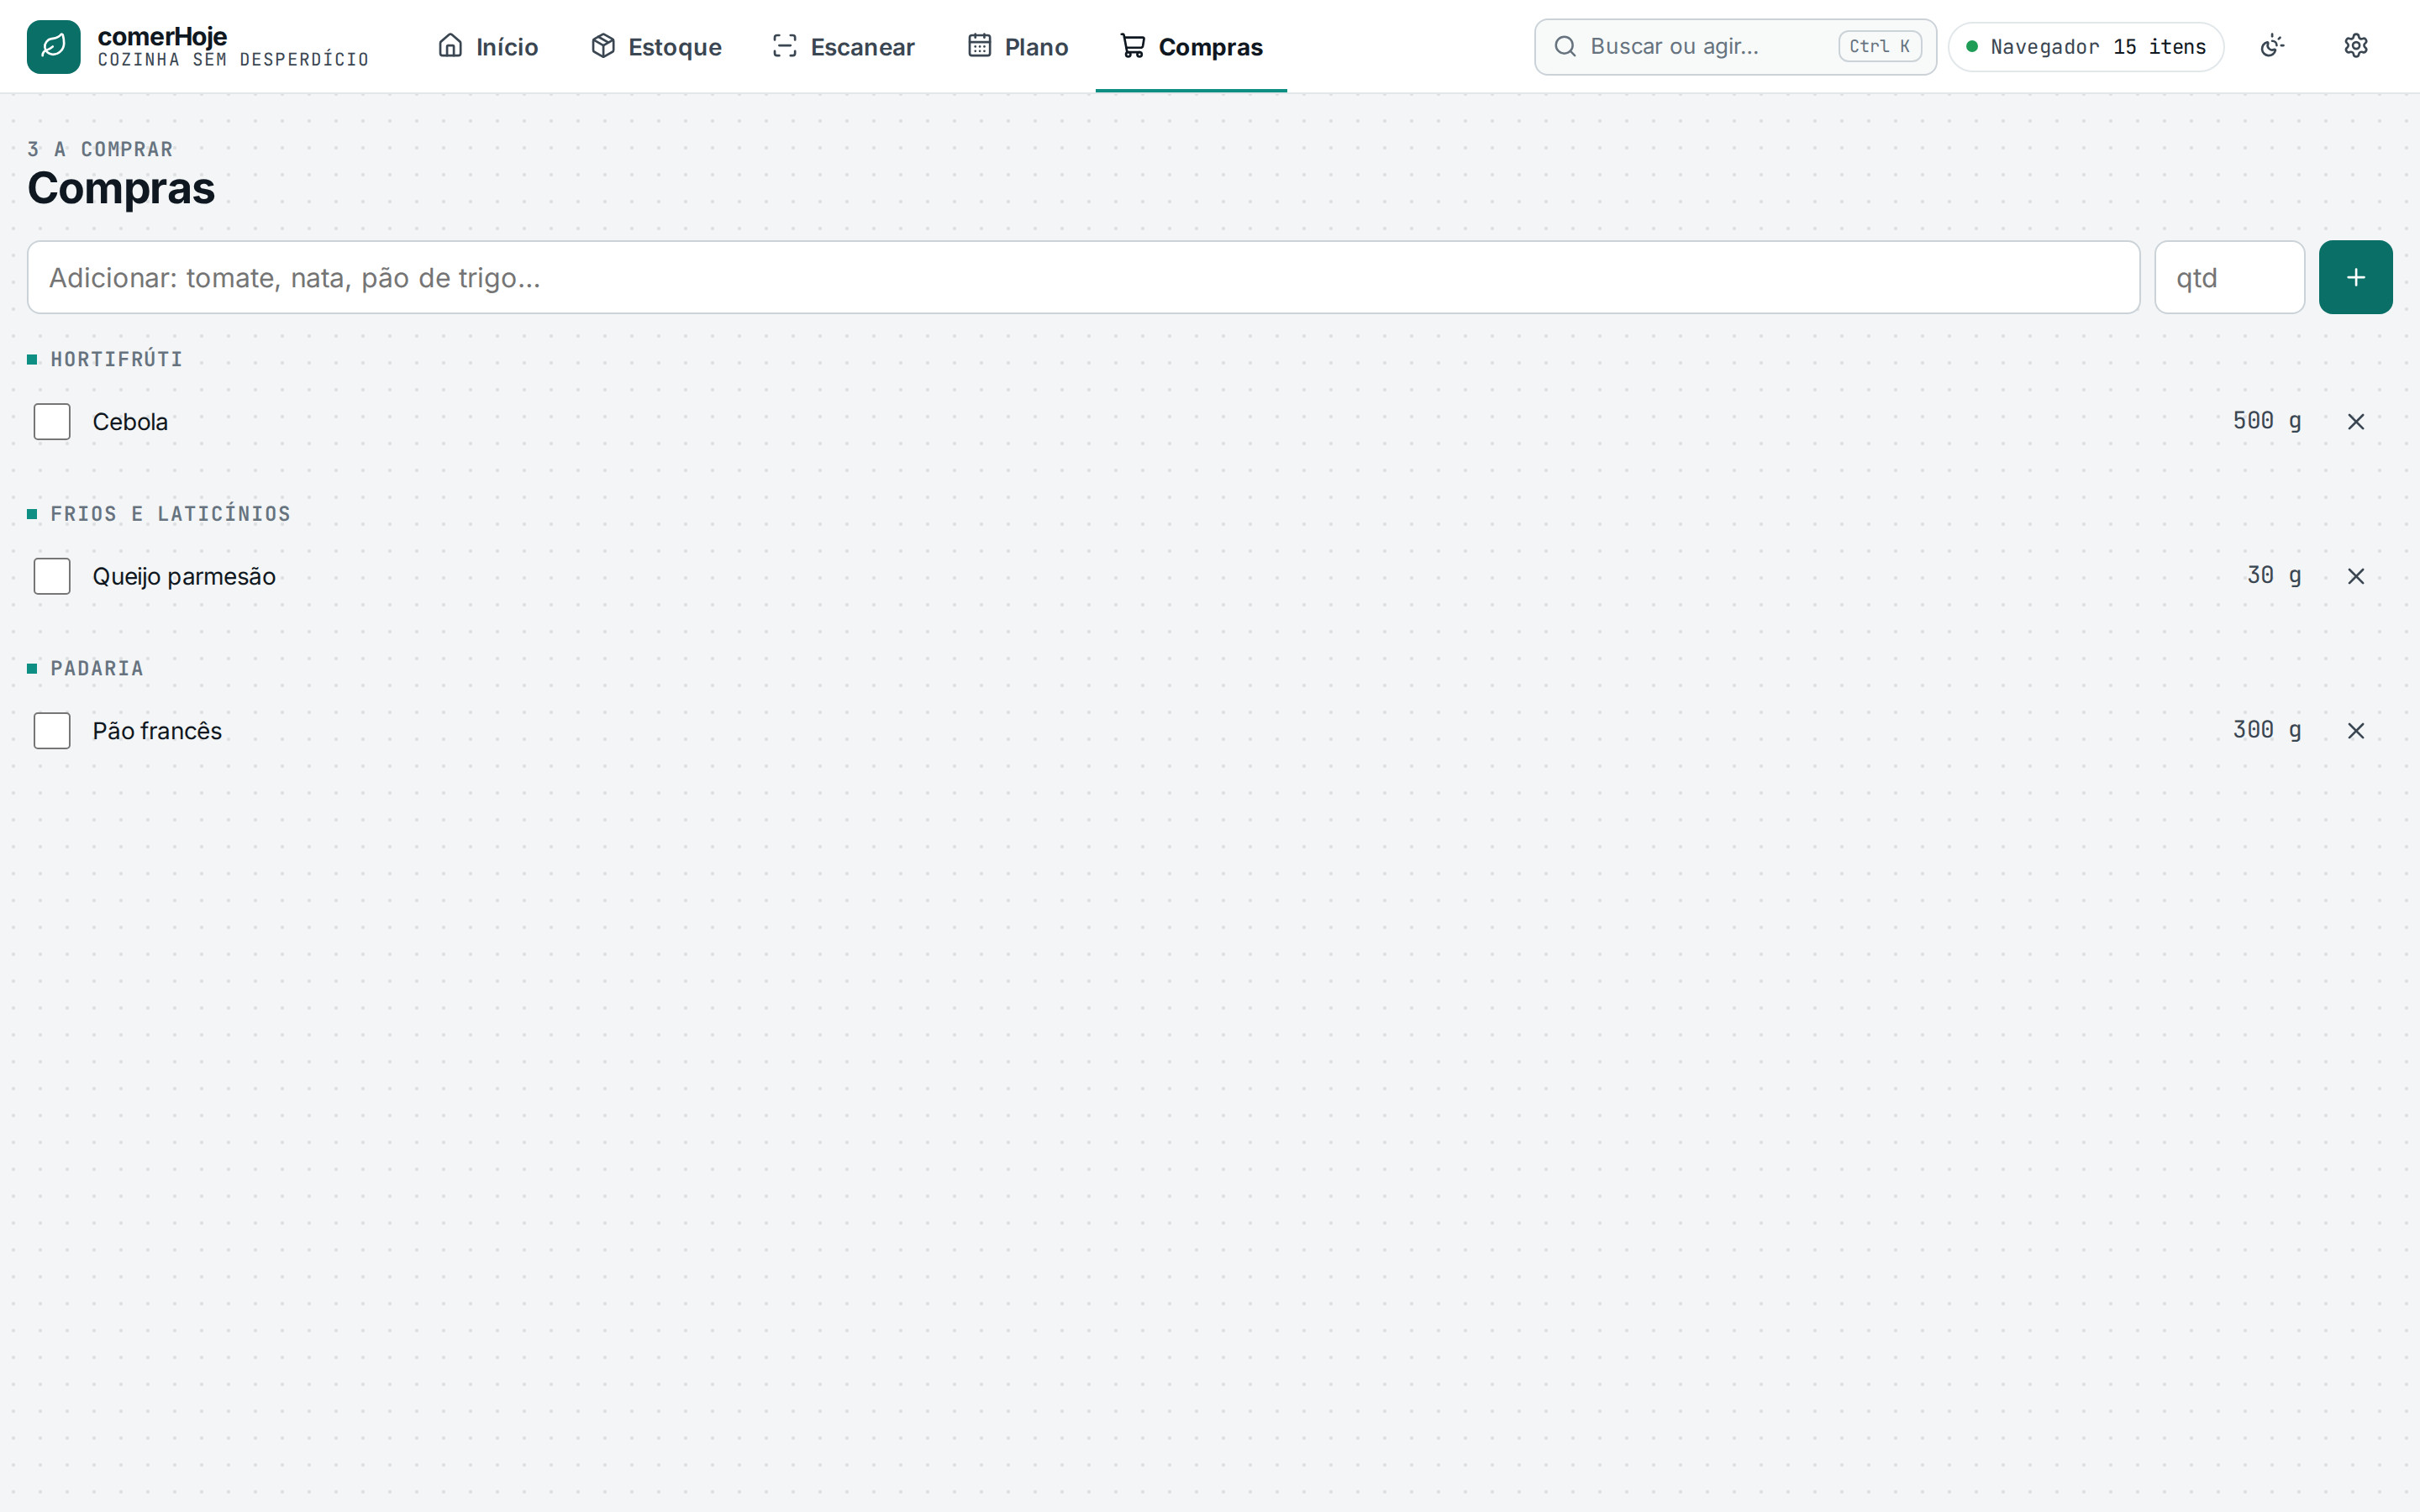 comerHoje
COZINHA SEM DESPERDÍCIO
Início
Estoque
Escanear
Plano
Compras
Buscar ou agir...
Ctrl K
Navegador 15 itens
3 A COMPRAR
Compras
Adicionar: tomate, nata, pão de trigo...
qtd
HORTIFRÚTI
Cebola
500 g
FRIOS E LATICÍNIOS
Queijo parmesão
30 g
PADARIA
Pão francês
300 g